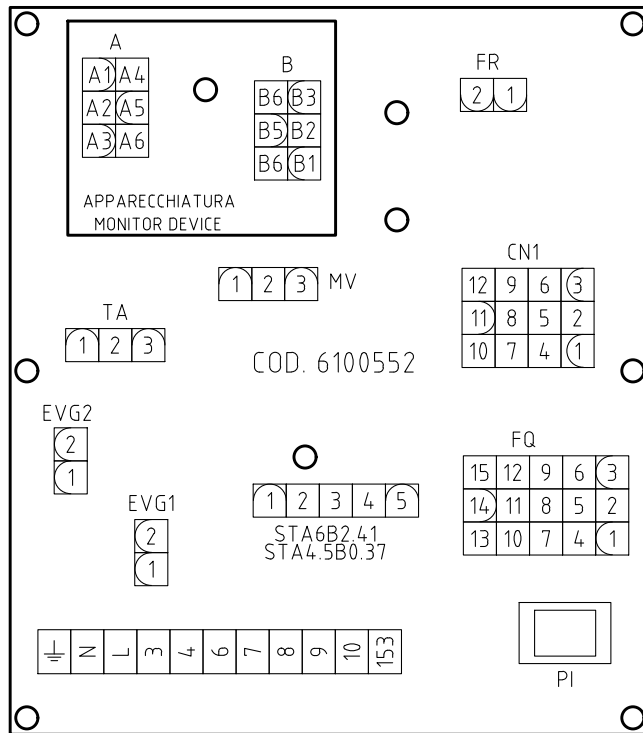 A
A1 A4
A2 A5
A3 A6
B
B6 B3
B5 B2
B6 B1
APPARECCHIATURA
MONITOR DEVICE
FR
2 1
1 2 3 MV
CN1
12 9 6 3
11 8 5 2
10 7 4 1
TA
1 2 3
COD. 6100552
EVG2
2
1
EVG1
2
1
1 2 3 4 5
STA6B2.41
STA4.5B0.37
FQ
15 12 9 6 3
14 11 8 5 2
13 10 7 4 1
N L 3 4 6 7 8 9 10 153
PI